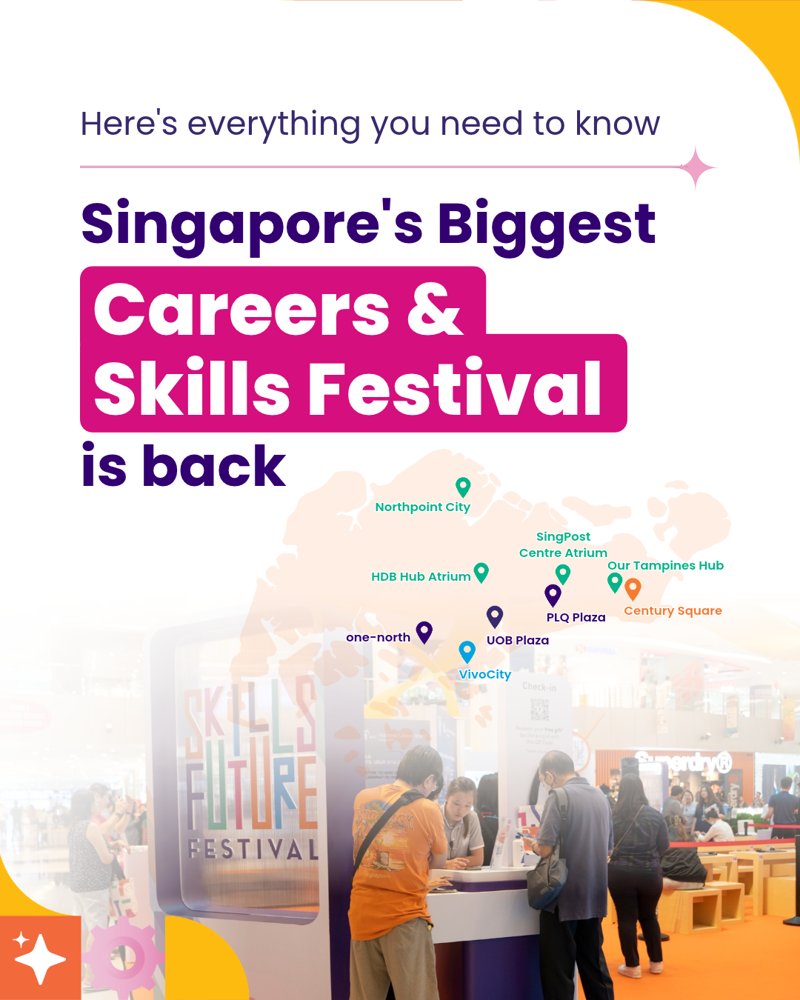 Here's everything you need to know
Singapore's Biggest
Careers &
Skills Festival
is back
Northpoint City
SingPost
Centre Atrium
HDB Hub Atrium
Our Tampines Hub
Century Square
PLQ Plaza
one-north
UOB Plaza
VivoCity
Check-in
SKILLS
FUTURE
FESTIVAL
Superdry®